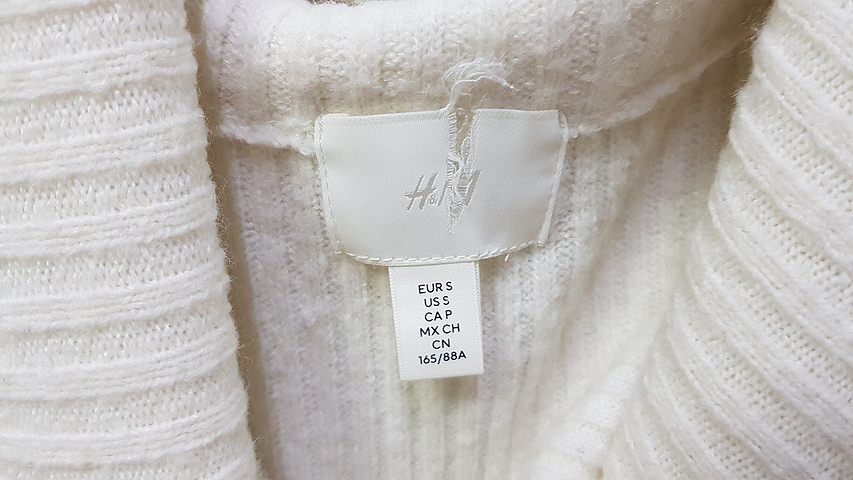 H&M
EUR S
US S
CA P
MX CH
CN
165/88A